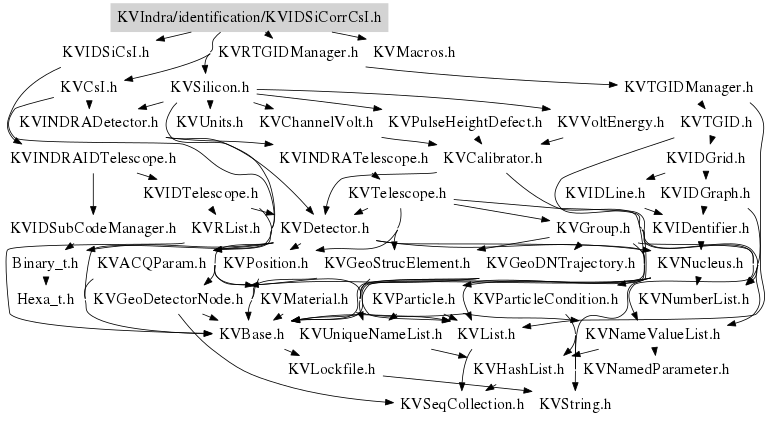 KVIndra/identification/KVIDSiCorrCsI.h
KVIDSiCsI.h KVRTGIDManager.h KVMacros.h
KVCsI.h KVSilicon.h KVTGIDManager.h
KVINDRADetector.h KVUnits.h KVChannelVolt.h KVPulseHeightDefect.h KVVoltEnergy.h KVTGID.h
KVINDRAIDTelescope.h KVINDRATelescope.h KVCalibrator.h KVIDGrid.h
KVIDTelescope.h KVTelescope.h KVIDLine.h KVIDGraph.h
KVIDSubCodeManager.h KVRList.h KVDetector.h KVGroup.h KVIDentifier.h
Binary_t.h KVACQParam.h KVPosition.h KVGeoStrucElement.h KVGeoDNTrajectory.h KVNucleus.h
Hexa_t.h KVGeoDetectorNode.h KVMaterial.h KVParticle.h KVParticleCondition.h KVNumberList.h
KVBase.h KVUniqueNameList.h KVList.h KVNameValueList.h
KVLockfile.h KVHashList.h KVNamedParameter.h
KVSeqCollection.h KVString.h